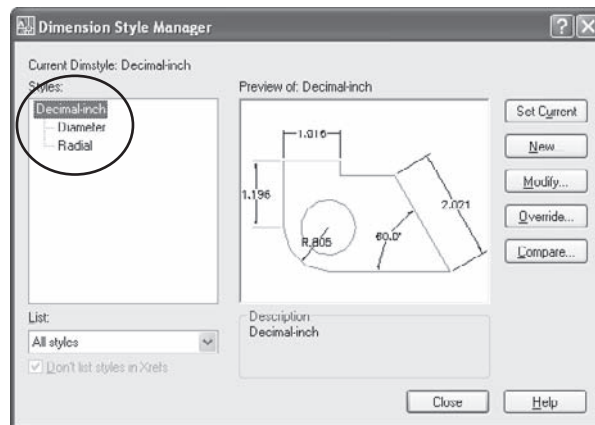 Dimension Style Manager
Current Dimstyle: Decimal-inch
Styles:
Decimal-inch
Diameter
Radial
Preview of: Decimal-inch
1.016
1.196
2.021
R.805
60.0°
Set Current
New...
Modify...
Override...
Compare...
List:
All styles
Don't list styles in Xrefs
Description
Decimal-inch
Close
Help